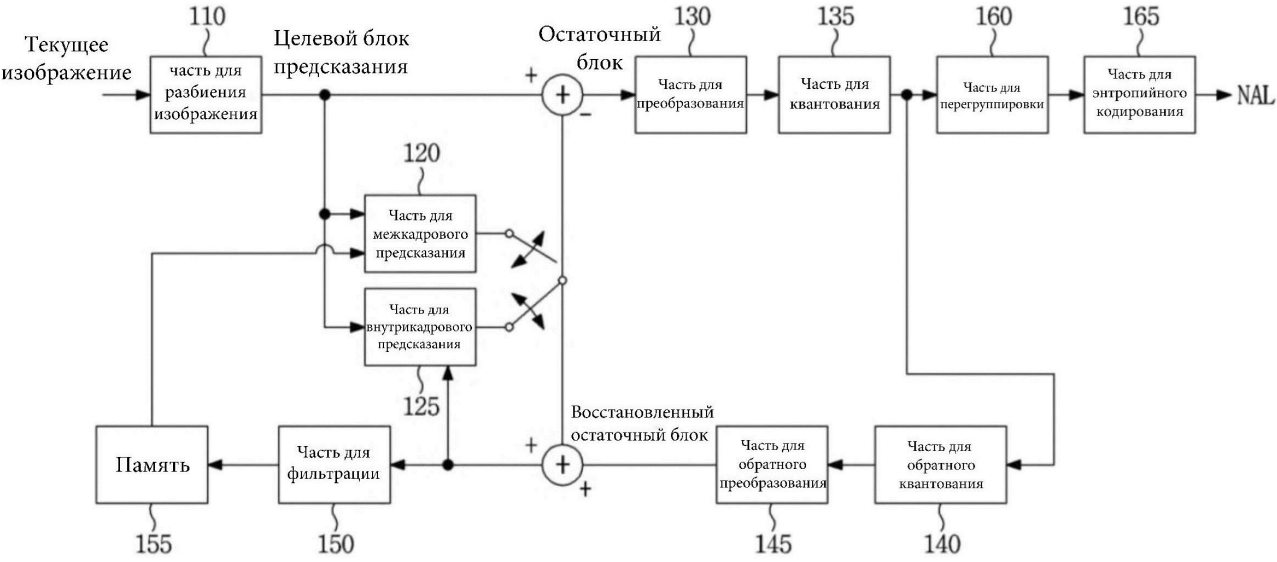 110
130
135
160
165
Текущее
изображение
Целевой блок
предсказания
Остаточный
блок
часть для
разбиения
изображения
+
+
−
Часть для
преобразования
Часть для
квантования
Часть для
перегруппировки
Часть для
энтропийного
кодирования
NAL
120
Часть для
межкадрового
предсказания
Часть для
внутрикадрового
предсказания
125
Восстановленный
остаточный блок
Память
Часть для
фильтрации
+
+
+
Часть для
обратного
преобразования
Часть для
обратного
квантования
155
150
145
140